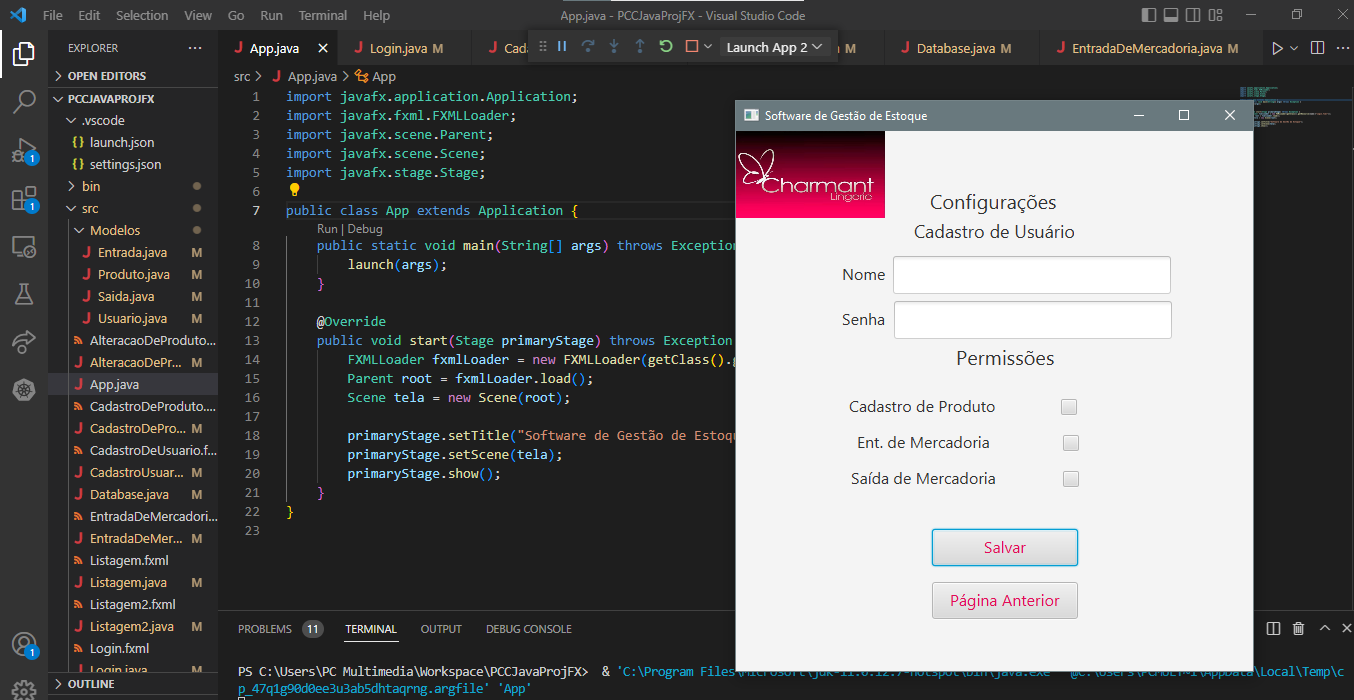 File Edit Selection View Go Run Terminal Help
App.java - PCCJavaProjFX - Visual Studio Code
EXPLORER
OPEN EDITORS
PCCJAVAPROJFX
.vscode
{} launch.json
{} settings.json
bin
src
Modelos
J Entrada.java M
J Produto.java M
J Saida.java M
J Usuario.java M
AlteracaoDeProduto...
J AlteracaoDePr... M
J App.java
CadastroDeProduto....
J CadastroDePro... M
CadastroDeUsuario.f...
J CadastroUsuar... M
J Database.java M
EntradaDeMercadori...
J EntradaDeMer... M
Listagem.fxml
J Listagem.java M
Listagem2.fxml
J Listagem2.java M
Login.fxml
J Login.java M
OUTLINE
1
1
1
J App.java
J Login.java M
J Cad
Launch App 2
M
J Database.java M
J EntradaDeMercadoria.java M
src > J App.java > App
1 import javafx.application.Application;
2 import javafx.fxml.FXMLLoader;
3 import javafx.scene.Parent;
4 import javafx.scene.Scene;
5 import javafx.stage.Stage;
6
7 public class App extends Application {
Run | Debug
8 public static void main(String[] args) throws Exception
9 launch(args);
10 }
11
12 @Override
13 public void start(Stage primaryStage) throws Exception
14 FXMLLoader fxmlLoader = new FXMLLoader(getClass().g
15 Parent root = fxmlLoader.load();
16 Scene tela = new Scene(root);
17
18 primaryStage.setTitle("Software de Gestão de Estoqu
19 primaryStage.setScene(tela);
20 primaryStage.show();
21 }
22 }
23
Software de Gestão de Estoque
Charmant
Lingerie
Configurações
Cadastro de Usuário
Nome
Senha
Permissões
Cadastro de Produto
Ent. de Mercadoria
Saída de Mercadoria
Salvar
Página Anterior
PROBLEMS 11 TERMINAL OUTPUT DEBUG CONSOLE
PS C:\Users\PC Multimedia\Workspace\PCCJavaProjFX> & 'C:\Program Files
\Local\Temp\c
p_47q1g90d0ee3u3ab5dhtaqrng.argfile' 'App'